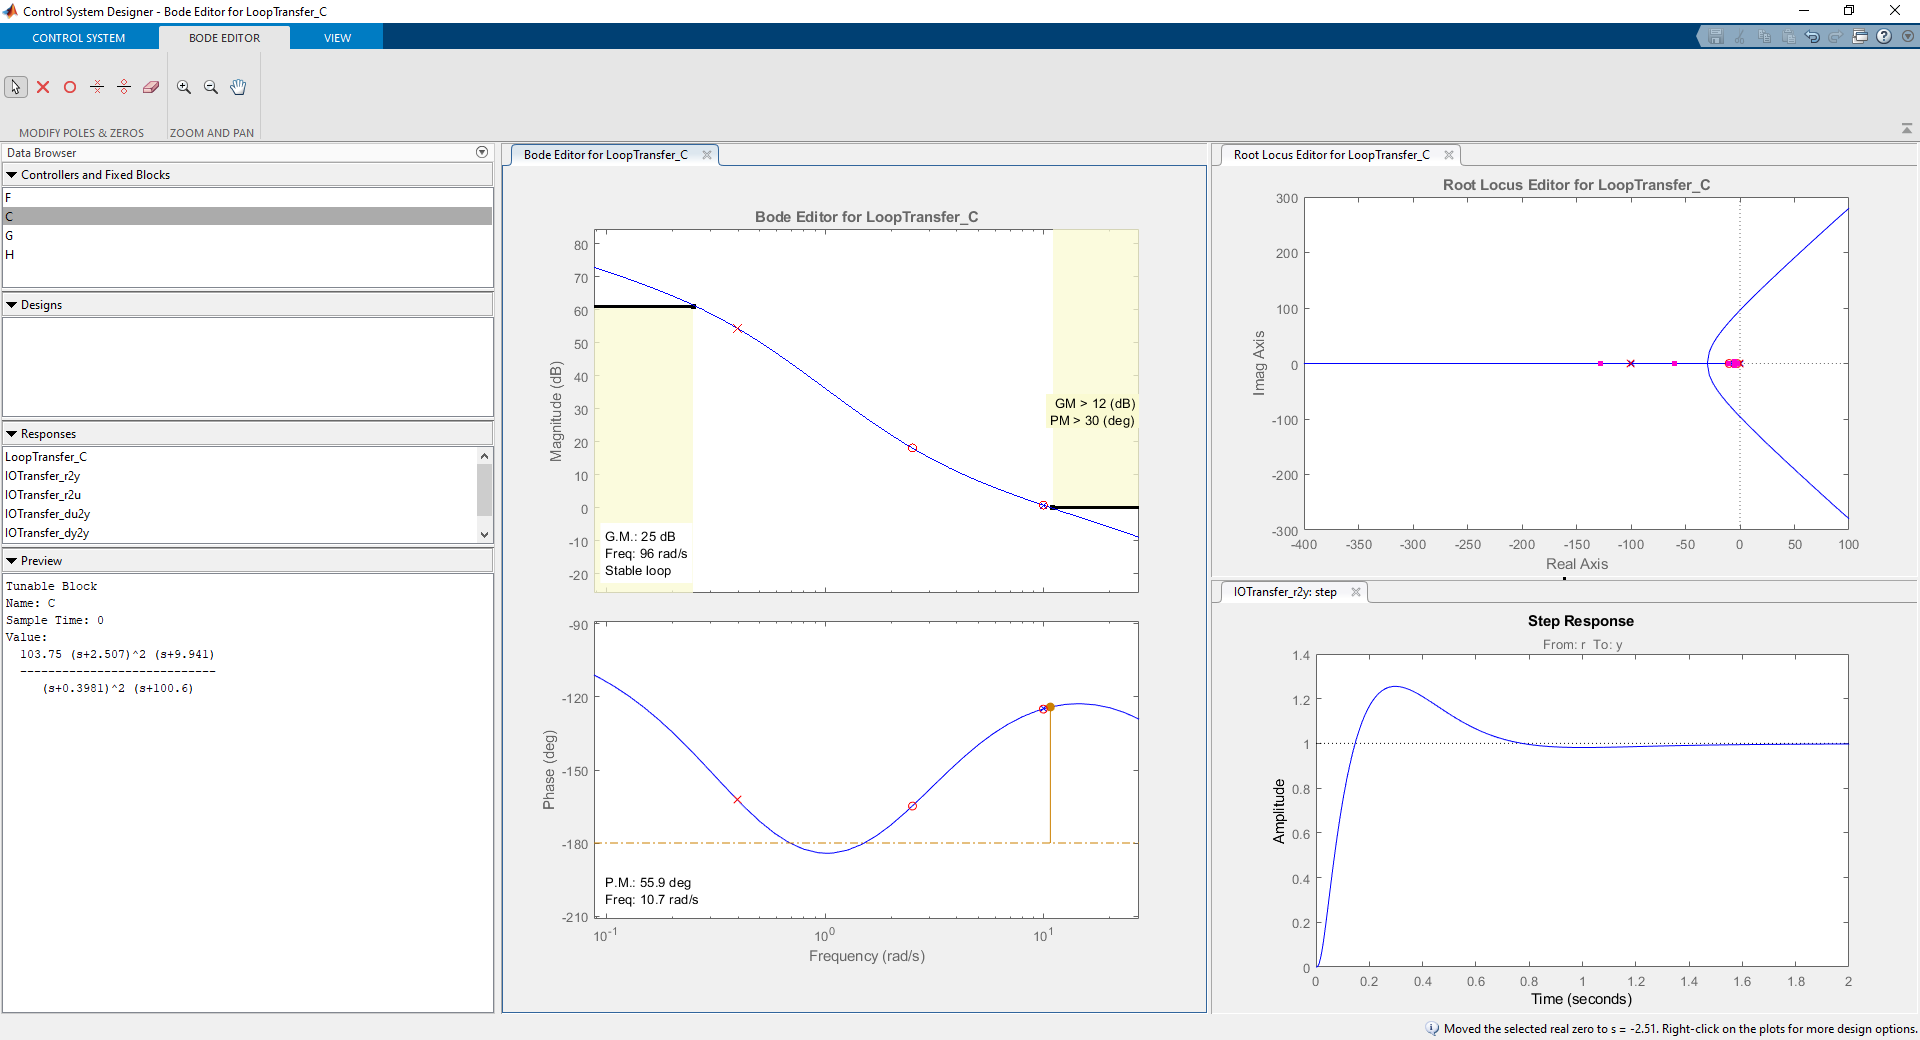 Control System Designer - Bode Editor for LoopTransfer_C
CONTROL SYSTEM
BODE EDITOR
VIEW
MODIFY POLES & ZEROS
ZOOM AND PAN
Data Browser
Controllers and Fixed Blocks
F
C
G
H
Designs
Responses
LoopTransfer_C
IOTransfer_r2y
IOTransfer_r2u
IOTransfer_du2y
IOTransfer_dy2y
Preview
Tunable Block
Name: C
Sample Time: 0
Value:
103.75 (s+2.507)^2 (s+9.941)
----------------------------
(s+0.3981)^2 (s+100.6)
Bode Editor for LoopTransfer_C
Bode Editor for LoopTransfer_C
80
70
60
50
40
30
20
10
0
-10
-20
Magnitude (dB)
GM > 12 (dB)
PM > 30 (deg)
G.M.: 25 dB
Freq: 96 rad/s
Stable loop
-90
-120
-150
-180
-210
Phase (deg)
P.M.: 55.9 deg
Freq: 10.7 rad/s
10^-1
10^0
10^1
Frequency (rad/s)
Root Locus Editor for LoopTransfer_C
Root Locus Editor for LoopTransfer_C
300
200
100
0
-100
-200
-300
Imag Axis
-400 -350 -300 -250 -200 -150 -100 -50 0 50 100
Real Axis
IOTransfer_r2y: step
Step Response
From: r To: y
1.4
1.2
1
0.8
0.6
0.4
0.2
0
Amplitude
0 0.2 0.4 0.6 0.8 1 1.2 1.4 1.6 1.8 2
Time (seconds)
Moved the selected real zero to s = -2.51. Right-click on the plots for more design options.